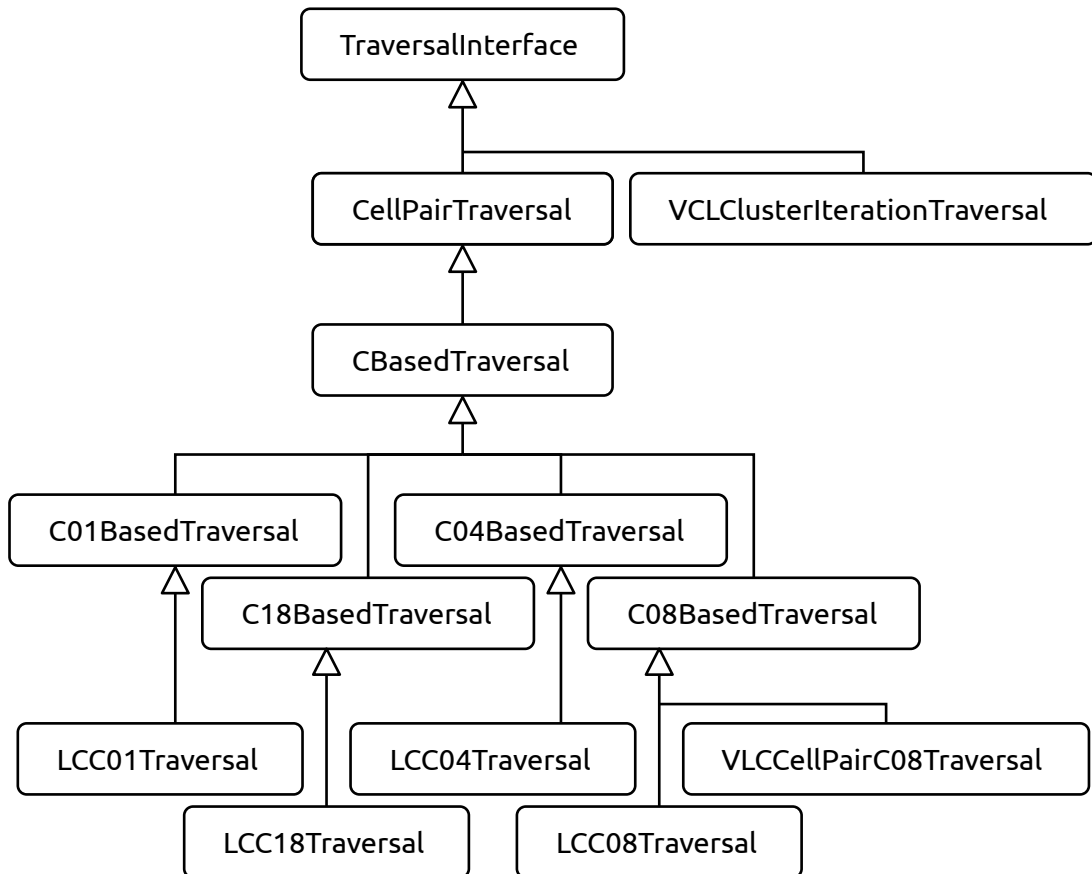 TraversalInterface
CellPairTraversal
VCLClusterIterationTraversal
CBasedTraversal
C01BasedTraversal
C04BasedTraversal
C18BasedTraversal
C08BasedTraversal
LCC01Traversal
LCC04Traversal
VLCCellPairC08Traversal
LCC18Traversal
LCC08Traversal